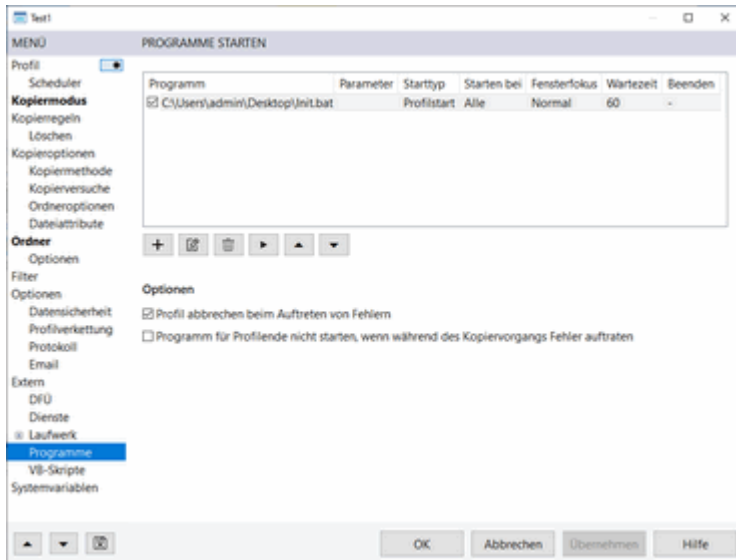 Test1
MENÜ
PROGRAMME STARTEN
Profil
Scheduler
Kopiermodus
Kopierregeln
Löschen
Kopieroptionen
Kopiermethode
Kopierversuche
Ordneroptionen
Dateiattribute
Ordner
Optionen
Filter
Optionen
Datensicherheit
Profilverkettung
Protokoll
Email
Extern
DFÜ
Dienste
Laufwerk
Programme
VB-Skripte
Systemvariablen
Programm Parameter Starttyp Starten bei Fensterfokus Wartezeit Beenden
C:\Users\admin\Desktop\Init.bat Profilstart Alle Normal 60 -
Optionen
Profil abbrechen beim Auftreten von Fehlern
Programm für Profilende nicht starten, wenn während des Kopiervorgangs Fehler auftraten
OK Abbrechen Übernehmen Hilfe